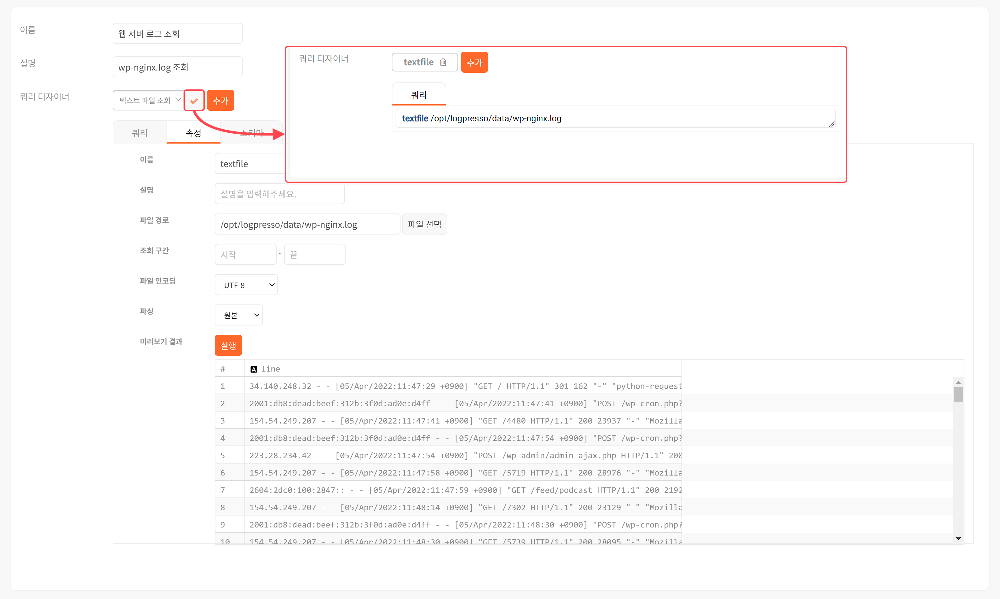 이름
웹 서버 로그 조회
설명
wp-nginx.log 조회
쿼리 디자이너
텍스트 파일 조회
추가
쿼리 디자이너
textfile
추가
쿼리
textfile /opt/logpresso/data/wp-nginx.log
쿼리
속성
스키마
이름
textfile
설명
설명을 입력해주세요.
파일 경로
/opt/logpresso/data/wp-nginx.log
파일 선택
조회 구간
시작 ~ 끝
파일 인코딩
UTF-8
파싱
원본
미리보기 결과
실행
# A line
1 34.140.248.32 - - [05/Apr/2022:11:47:29 +0900] "GET / HTTP/1.1" 301 162 "-" "python-request
2 2001:db8:dead:beef:312b:3f0d:ad0e:d4ff - - [05/Apr/2022:11:47:41 +0900] "POST /wp-cron.php?
3 154.54.249.207 - - [05/Apr/2022:11:47:41 +0900] "GET /4480 HTTP/1.1" 200 23937 "-" "Mozilla
4 2001:db8:dead:beef:312b:3f0d:ad0e:d4ff - - [05/Apr/2022:11:47:54 +0900] "POST /wp-cron.php?
5 223.28.234.42 - - [05/Apr/2022:11:47:54 +0900] "POST /wp-admin/admin-ajax.php HTTP/1.1" 200
6 154.54.249.207 - - [05/Apr/2022:11:47:58 +0900] "GET /5719 HTTP/1.1" 200 28976 "-" "Mozilla
7 2604:2dc0:100:2847:: - - [05/Apr/2022:11:47:59 +0900] "GET /feed/podcast HTTP/1.1" 200 2192
8 154.54.249.207 - - [05/Apr/2022:11:48:14 +0900] "GET /7302 HTTP/1.1" 200 23129 "-" "Mozilla
9 2001:db8:dead:beef:312b:3f0d:ad0e:d4ff - - [05/Apr/2022:11:48:30 +0900] "POST /wp-cron.php?
10 154.54.249.207 - - [05/Apr/2022:11:48:30 +0900] "GET /5739 HTTP/1.1" 200 28095 "-" "Mozilla